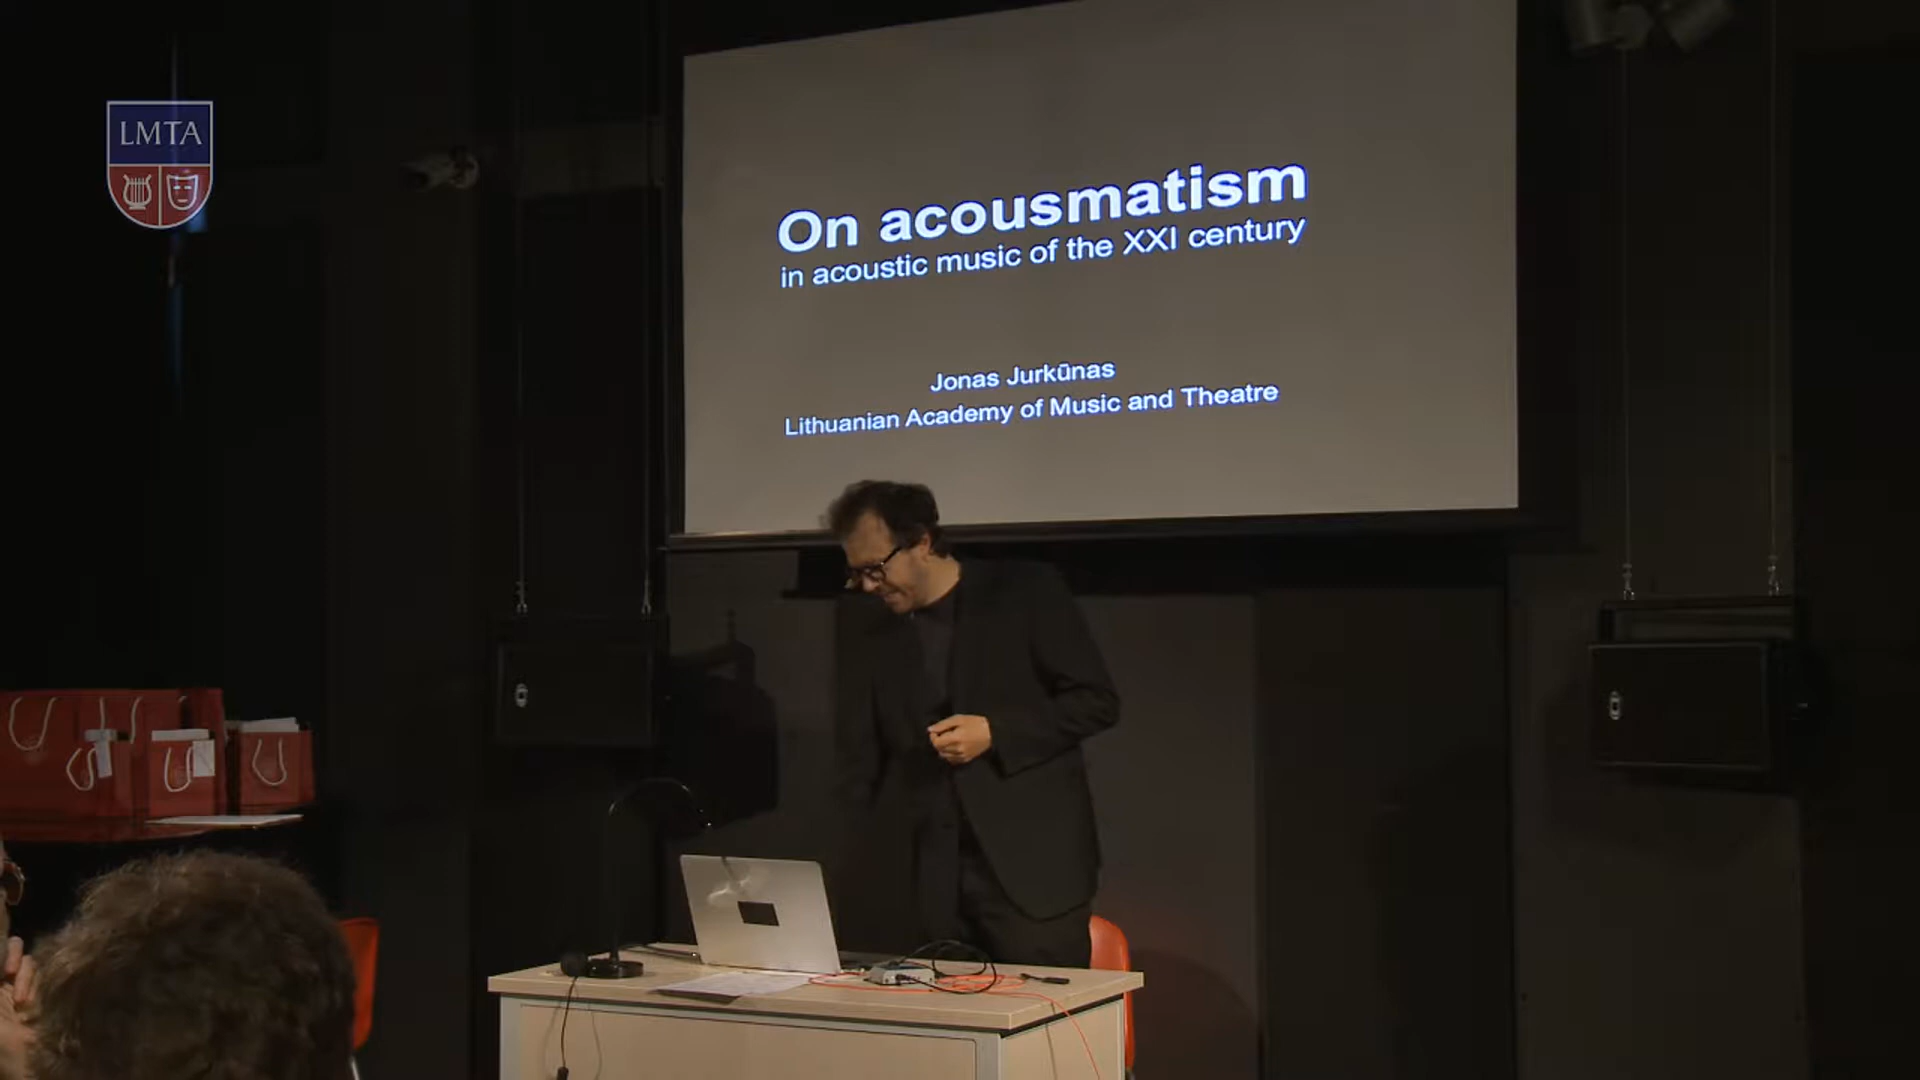 LMTA
On acousmatism
in acoustic music of the XXI century
Jonas Jurkūnas
Lithuanian Academy of Music and Theatre